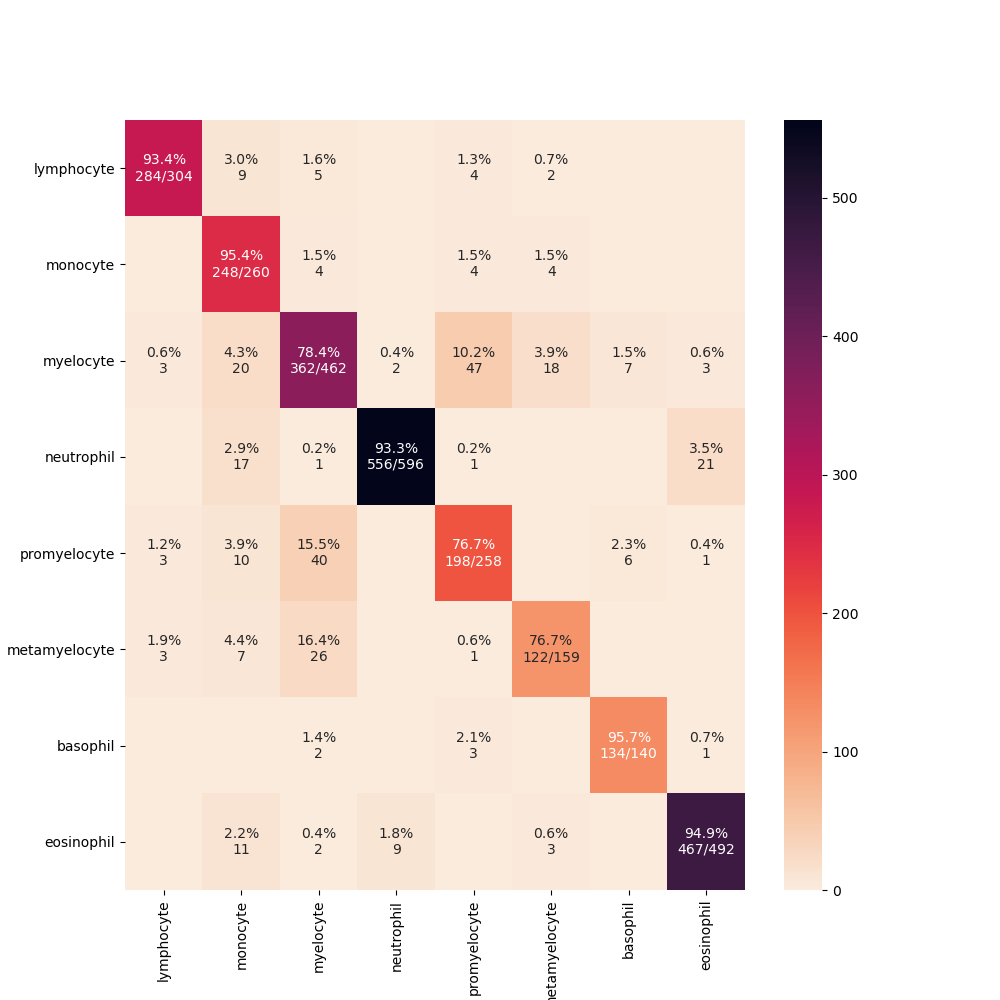 lymphocyte 93.4% 3.0% 1.6% 1.3% 0.7%
284/304 9 5 4 2
500
monocyte 95.4% 1.5% 1.5% 1.5%
248/260 4 4 4
400
myelocyte 0.6% 4.3% 78.4% 0.4% 10.2% 3.9% 1.5% 0.6%
3 20 362/462 2 47 18 7 3
neutrophil 2.9% 0.2% 93.3% 0.2% 3.5%
17 1 556/596 1 21
300
promyelocyte 1.2% 3.9% 15.5% 76.7% 2.3% 0.4%
3 10 40 198/258 6 1
200
metamyelocyte 1.9% 4.4% 16.4% 0.6% 76.7%
3 7 26 1 122/159
basophil 1.4% 2.1% 95.7% 0.7%
2 3 134/140 1
100
eosinophil 2.2% 0.4% 1.8% 0.6% 94.9%
11 2 9 3 467/492
0
lymphocyte
monocyte
myelocyte
neutrophil
promyelocyte
etamyelocyte
basophil
eosinophil